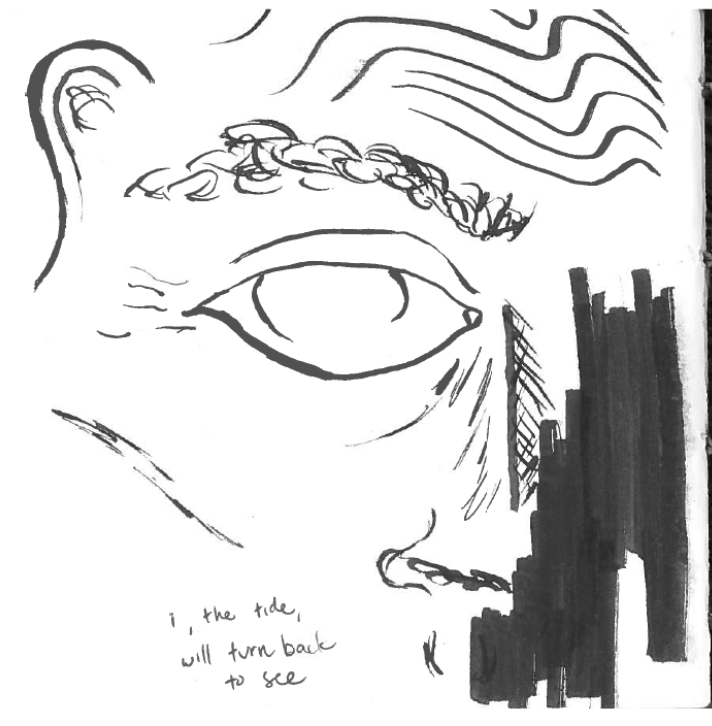 i, the tide,
will turn back
to see